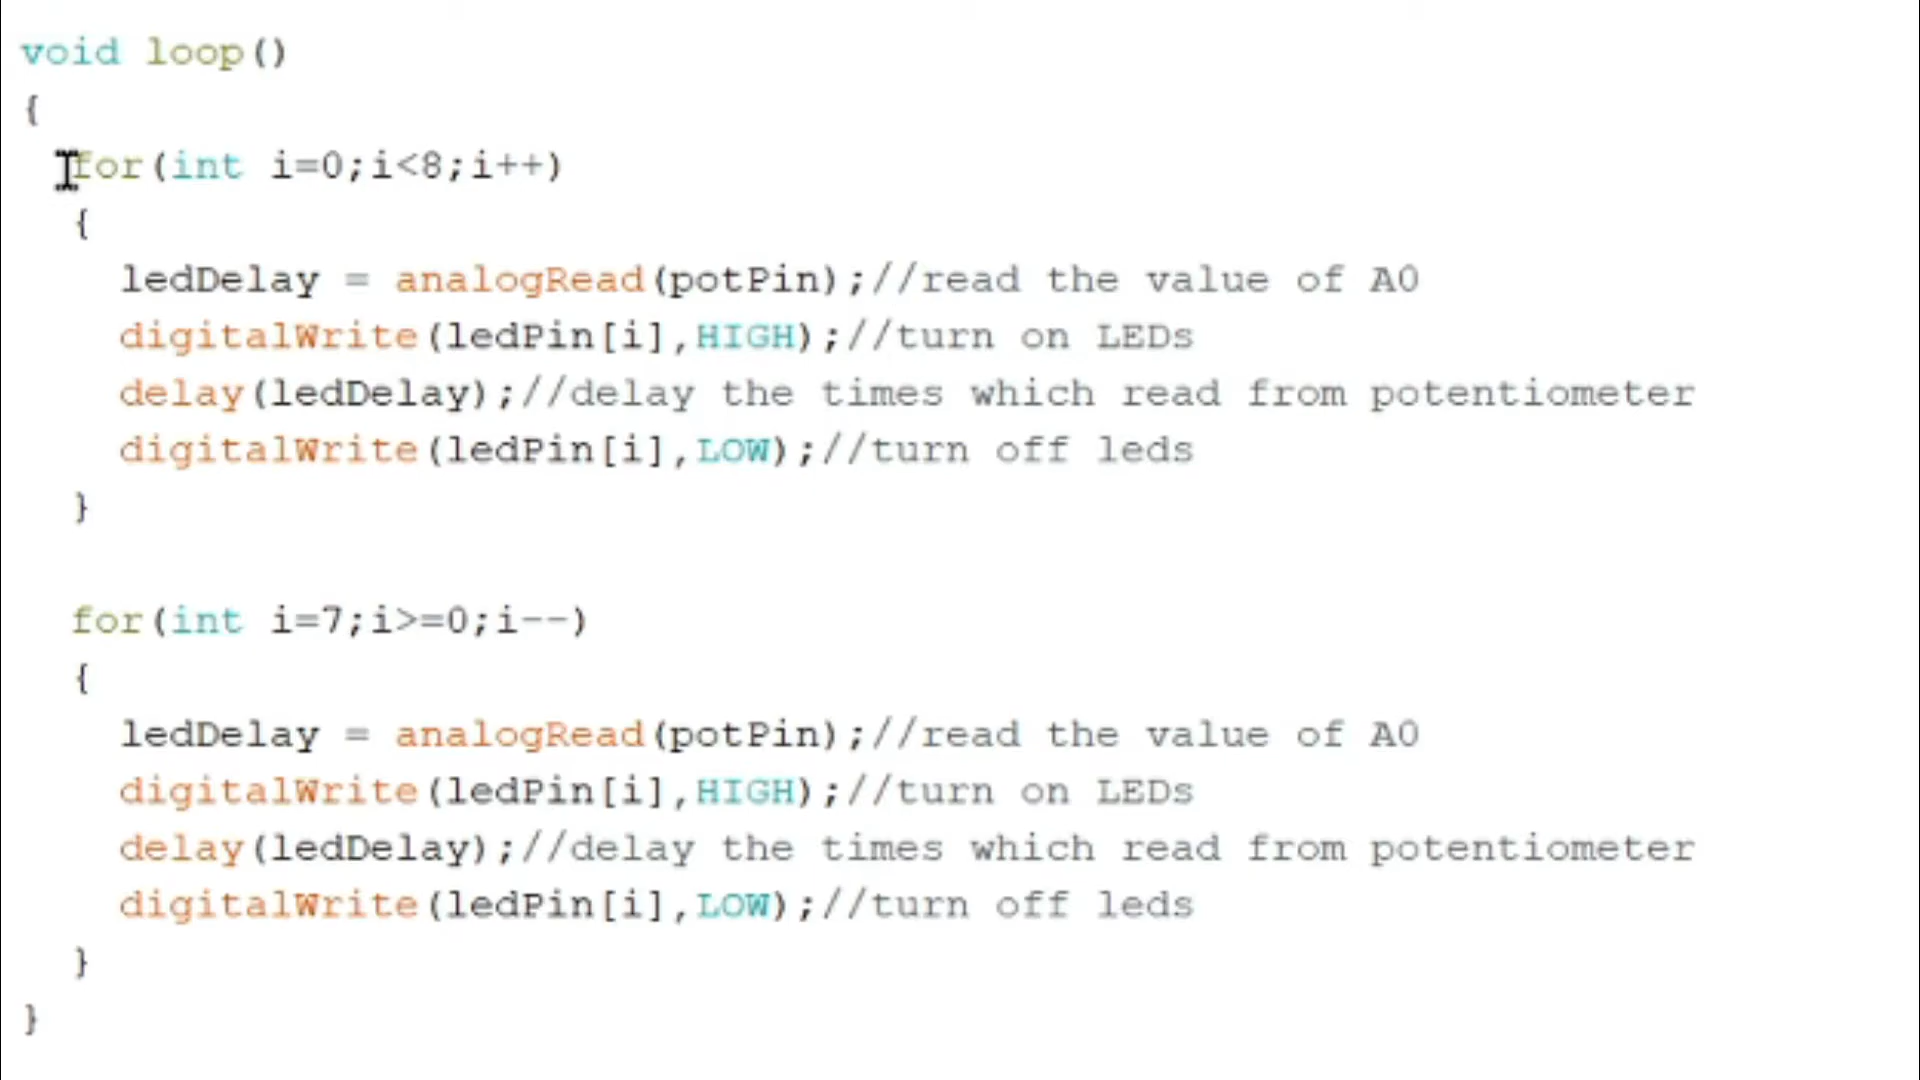 void loop()
{
for(int i=0;i<8;i++)
{
ledDelay = analogRead(potPin);//read the value of A0
digitalWrite(ledPin[i],HIGH);//turn on LEDs
delay(ledDelay);//delay the times which read from potentiometer
digitalWrite(ledPin[i],LOW);//turn off leds
}
for(int i=7;i>=0;i--)
{
ledDelay = analogRead(potPin);//read the value of A0
digitalWrite(ledPin[i],HIGH);//turn on LEDs
delay(ledDelay);//delay the times which read from potentiometer
digitalWrite(ledPin[i],LOW);//turn off leds
}
}